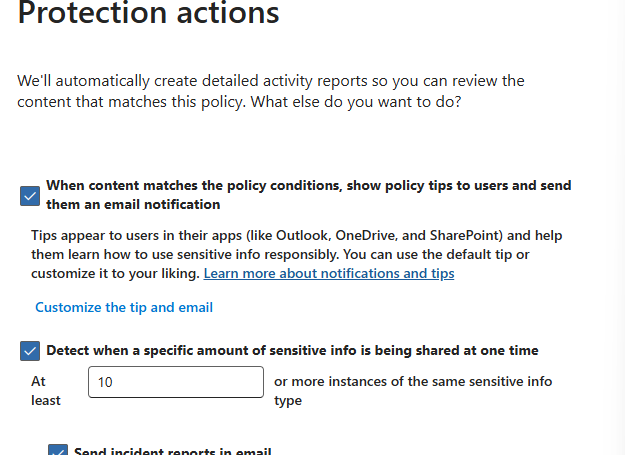 Protection actions
We'll automatically create detailed activity reports so you can review the
content that matches this policy. What else do you want to do?
When content matches the policy conditions, show policy tips to users and send
them an email notification
Tips appear to users in their apps (like Outlook, OneDrive, and SharePoint) and help
them learn how to use sensitive info responsibly. You can use the default tip or
customize it to your liking. Learn more about notifications and tips
Customize the tip and email
Detect when a specific amount of sensitive info is being shared at one time
At least
10
or more instances of the same sensitive info
type
Send incident reports in email